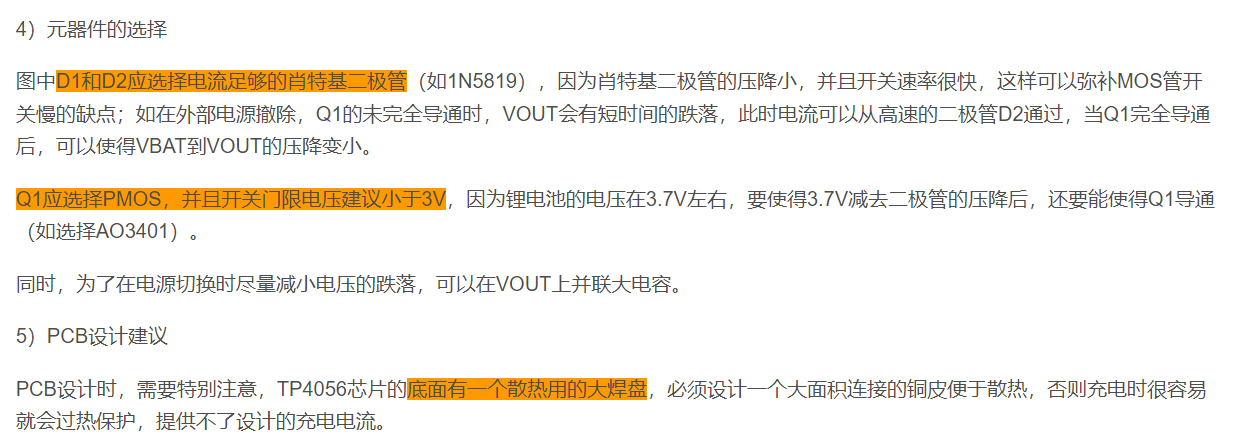 4）元器件的选择
图中D1和D2应选择电流足够的肖特基二极管（如1N5819），因为肖特基二极管的压降小，并且开关速率很快，这样可以弥补MOS管开
关慢的缺点；如在外部电源撤除，Q1的未完全导通时，VOUT会有短时间的跌落，此时电流可以从高速的二极管D2通过，当Q1完全导通
后，可以使得VBAT到VOUT的压降变小。
Q1应选择PMOS，并且开关门限电压建议小于3V，因为锂电池的电压在3.7V左右，要使得3.7V减去二极管的压降后，还要能使得Q1导通
（如选择AO3401）。
同时，为了在电源切换时尽量减小电压的跌落，可以在VOUT上并联大电容。
5）PCB设计建议
PCB设计时，需要特别注意，TP4056芯片的底面有一个散热用的大焊盘，必须设计一个大面积连接的铜皮便于散热，否则充电时很容易
就会过热保护，提供不了设计的充电电流。